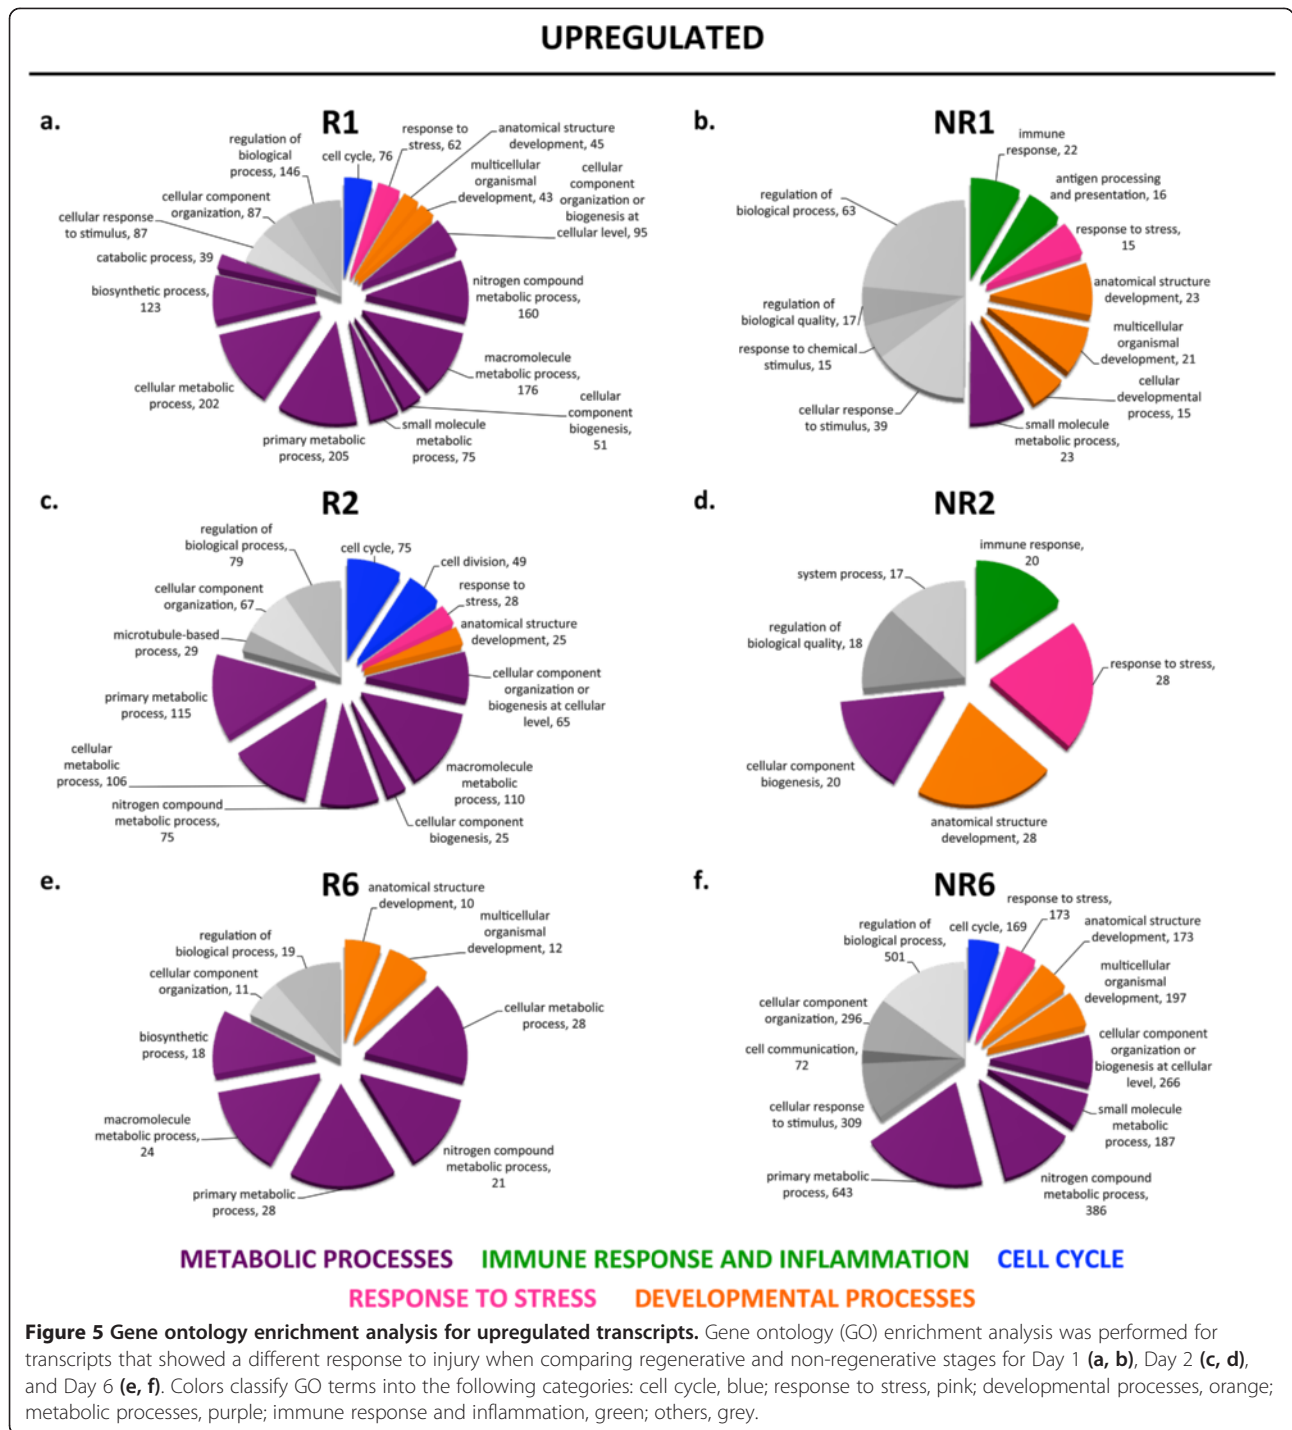 UPREGULATED
a.
R1
regulation of
biological
process, 146
cell cycle, 76
response to
stress, 62
anatomical structure
development, 45
multicellular
organismal
development, 43
cellular
component
organization or
biogenesis at
cellular level, 95
cellular component
organization, 87
cellular response
to stimulus, 87
catabolic process, 39
biosynthetic process,
123
nitrogen compound
metabolic process,
160
macromolecule
metabolic process,
176
cellular metabolic
process, 202
cellular
component
biogenesis,
51
small molecule
metabolic
process, 75
primary metabolic
process, 205
b.
NR1
immune
response, 22
antigen processing
and presentation, 16
response to stress,
15
regulation of
biological process, 63
anatomical structure
development, 23
regulation of
biological quality, 17
multicellular
organismal
development, 21
response to chemical
stimulus, 15
cellular
developmental
process, 15
cellular response
to stimulus, 39
small molecule
metabolic process,
23
c.
R2
regulation of
biological process,
79
cell cycle, 75
cell division, 49
response to
stress, 28
cellular component
organization, 67
anatomical structure
development, 25
microtubule-based
process, 29
cellular component
organization or
biogenesis at cellular
level, 65
primary metabolic
process, 115
cellular
metabolic
process, 106
macromolecule
metabolic
process, 110
nitrogen compound
metabolic process,
75
cellular component
biogenesis, 25
d.
NR2
immune response,
20
system process, 17
regulation of
biological quality, 18
response to stress,
28
cellular component
biogenesis, 20
anatomical structure
development, 28
e.
R6
anatomical structure
development, 10
multicellular
organismal
development, 12
regulation of
biological process, 19
cellular component
organization, 11
cellular metabolic
process, 28
biosynthetic
process, 18
macromolecule
metabolic process,
24
nitrogen compound
metabolic process,
21
primary metabolic
process, 28
f.
NR6
response to stress,
173
regulation of
biological process,
501
cell cycle, 169
anatomical structure
development, 173
multicellular
organismal
development, 197
cellular component
organization, 296
cell communication,
72
cellular component
organization or
biogenesis at cellular
level, 266
cellular response
to stimulus, 309
small molecule
metabolic
process, 187
primary metabolic
process, 643
nitrogen compound
metabolic process,
386
METABOLIC PROCESSES IMMUNE RESPONSE AND INFLAMMATION CELL CYCLE
RESPONSE TO STRESS DEVELOPMENTAL PROCESSES
Figure 5 Gene ontology enrichment analysis for upregulated transcripts. Gene ontology (GO) enrichment analysis was performed for
transcripts that showed a different response to injury when comparing regenerative and non-regenerative stages for Day 1 (a, b), Day 2 (c, d),
and Day 6 (e, f). Colors classify GO terms into the following categories: cell cycle, blue; response to stress, pink; developmental processes, orange;
metabolic processes, purple; immune response and inflammation, green; others, grey.